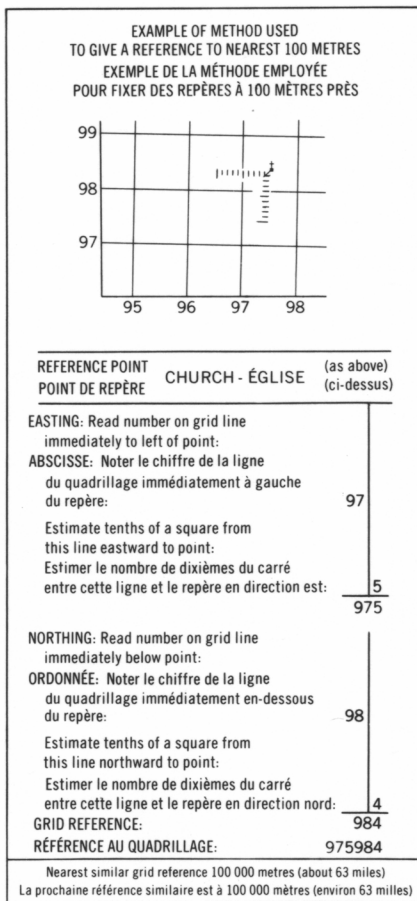 EXAMPLE OF METHOD USED
TO GIVE A REFERENCE TO NEAREST 100 METRES
EXEMPLE DE LA MÉTHODE EMPLOYÉE
POUR FIXER DES REPÈRES À 100 MÈTRES PRÈS
99
98
97
95 96 97 98
REFERENCE POINT
POINT DE REPÈRE
CHURCH - ÉGLISE
(as above)
(ci-dessus)
EASTING: Read number on grid line
immediately to left of point:
ABSCISSE: Noter le chiffre de la ligne
du quadrillage immédiatement à gauche
du repère: 97
Estimate tenths of a square from
this line eastward to point:
Estimer le nombre de dixièmes du carré
entre cette ligne et le repère en direction est: 5
975
NORTHING: Read number on grid line
immediately below point:
ORDONNÉE: Noter le chiffre de la ligne
du quadrillage immédiatement en-dessous
du repère: 98
Estimate tenths of a square from
this line northward to point:
Estimer le nombre de dixièmes du carré
entre cette ligne et le repère en direction nord: 4
GRID REFERENCE: 984
RÉFÉRENCE AU QUADRILLAGE: 975984
Nearest similar grid reference 100 000 metres (about 63 miles)
La prochaine référence similaire est à 100 000 mètres (environ 63 milles)